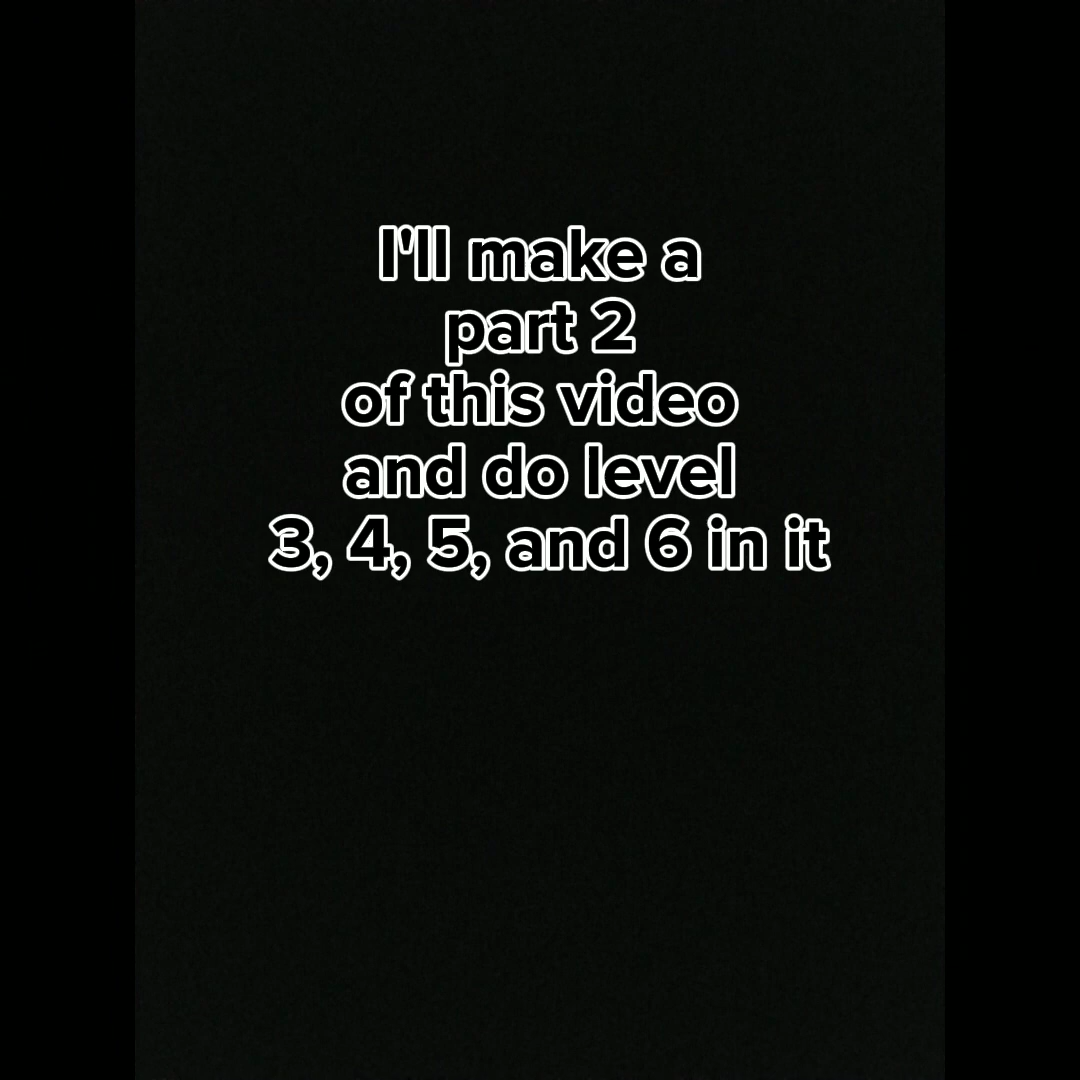 I'll make a
part 2
of this video
and do level
3, 4, 5, and 6 in it